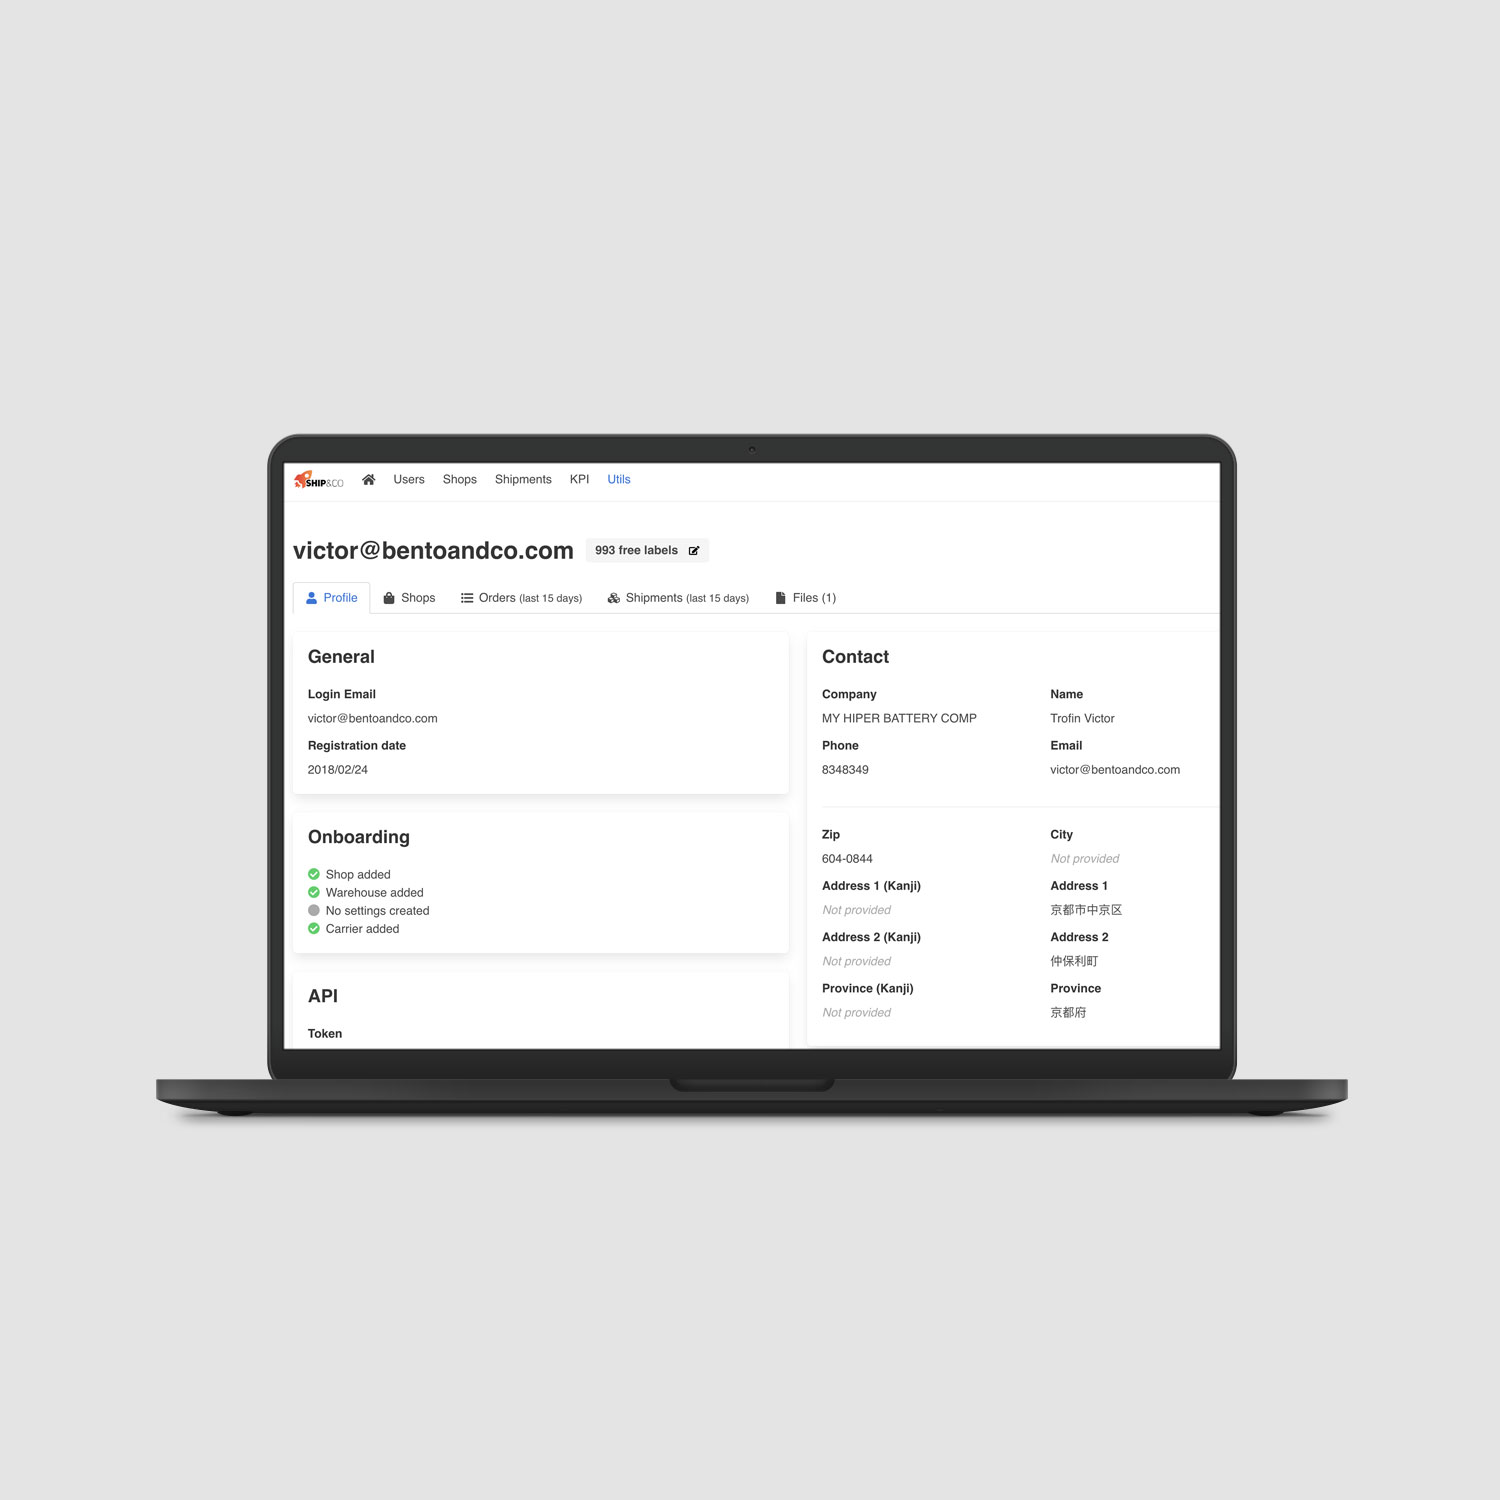 SHIP&CO Users Shops Shipments KPI Utils
victor@bentoandco.com 993 free labels
Profile Shops Orders (last 15 days) Shipments (last 15 days) Files (1)
General
Login Email
victor@bentoandco.com
Registration date
2018/02/24
Onboarding
Shop added
Warehouse added
No settings created
Carrier added
API
Token
Contact
Company Name
MY HIPER BATTERY COMP Trofin Victor
Phone Email
8348349 victor@bentoandco.com
Zip City
604-0844 Not provided
Address 1 (Kanji) Address 1
Not provided 京都市中京区
Address 2 (Kanji) Address 2
Not provided 仲保利町
Province (Kanji) Province
Not provided 京都府